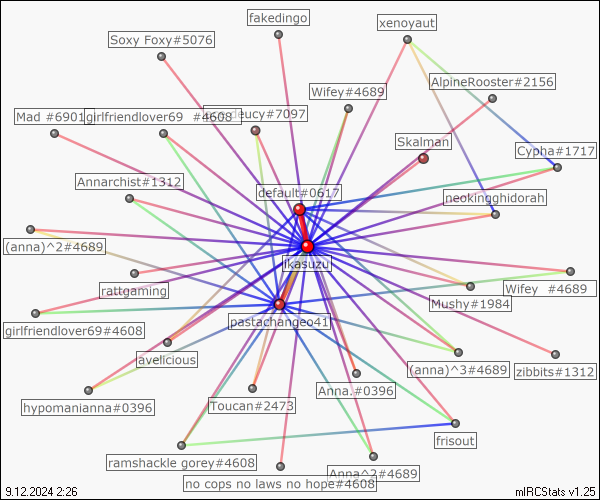 fakedingo
xenoyaut
Soxy Foxy#5076
AlpineRooster#2156
Wifey#4689
Mad #6901
girlfriendlover69 #4608
deucy#7097
Skalman
Cypha#1717
Annarchist#1312
default#0617
neokingghidorah
(anna)^2#4689
ikasuzu
rattgaming
Wifey #4689
Mushy#1984
girlfriendlover69#4608
pastachangeo41
avelicious
(anna)^3#4689
zibbits#1312
Anna.#0396
hypomanianna#0396
Toucan#2473
frisout
ramshackle gorey#4608
Anna^2#4689
no cops no laws no hope#4608
9.12.2024 2:26
mIRCStats v1.25